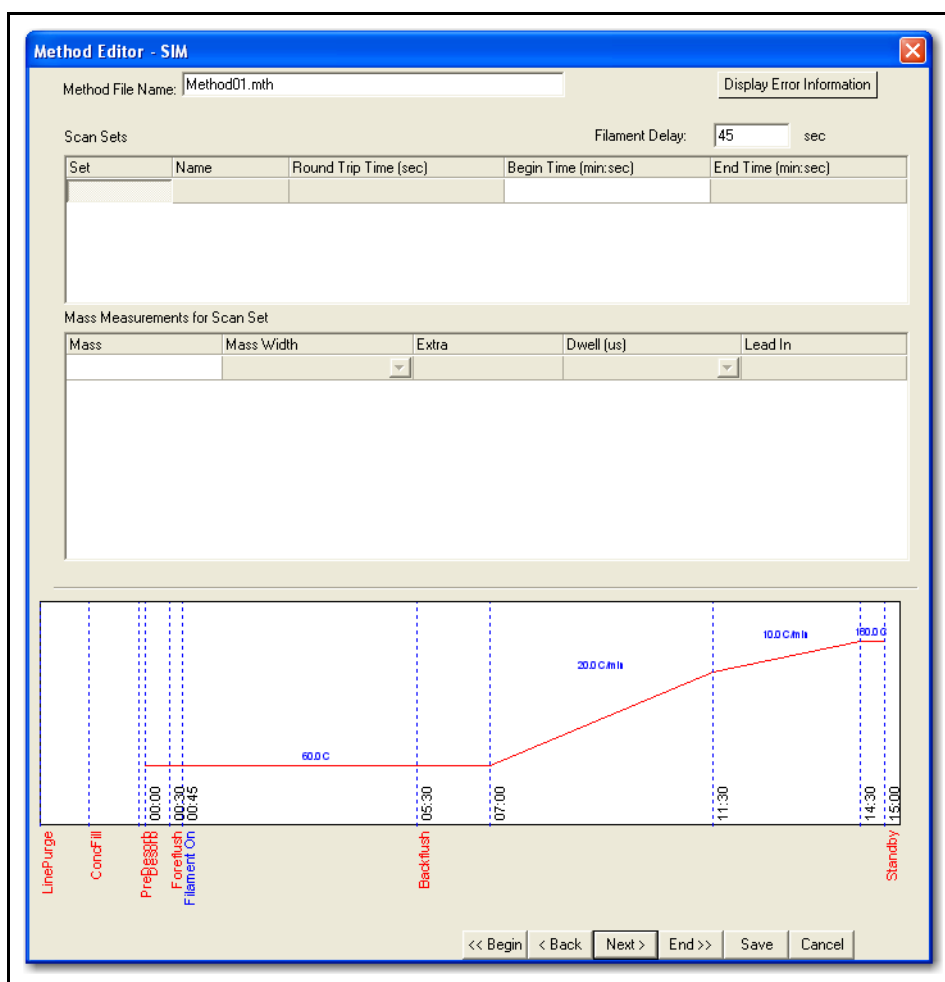 Method Editor - SIM
Method File Name: Method01.mth
Display Error Information
Scan Sets
Filament Delay: 45 sec
Set Name Round Trip Time (sec) Begin Time (min:sec) End Time (min:sec)
Mass Measurements for Scan Set
Mass Mass Width Extra Dwell (us) Lead In
10.0 C/min
160.0 C
20.0 C/min
60.0 C
00:00
00:30
00:45
05:30
07:00
11:30
14:30
15:00
LinePurge
ConcFill
PreDesorb
Desorb
Foreflush
Filament On
Backflush
Standby
<< Begin < Back Next > End >> Save Cancel